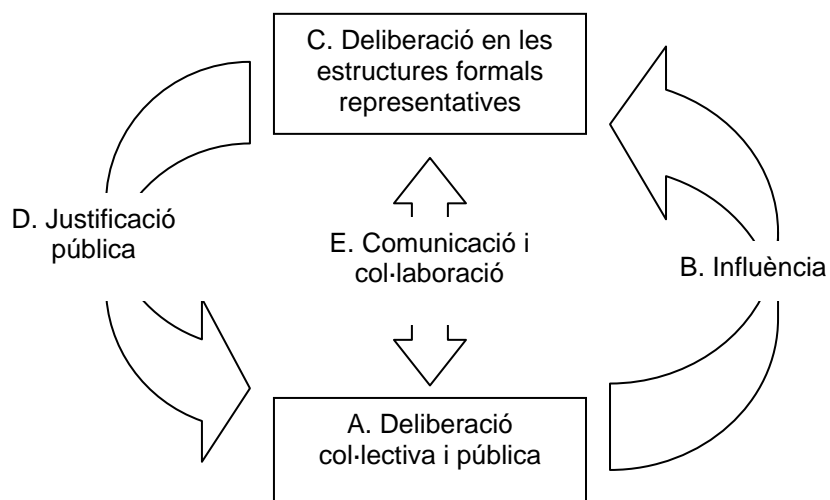 C. Deliberació en les
estructures formals
representatives
D. Justificació
pública
E. Comunicació i
col·laboració
B. Influència
A. Deliberació
col·lectiva i pública